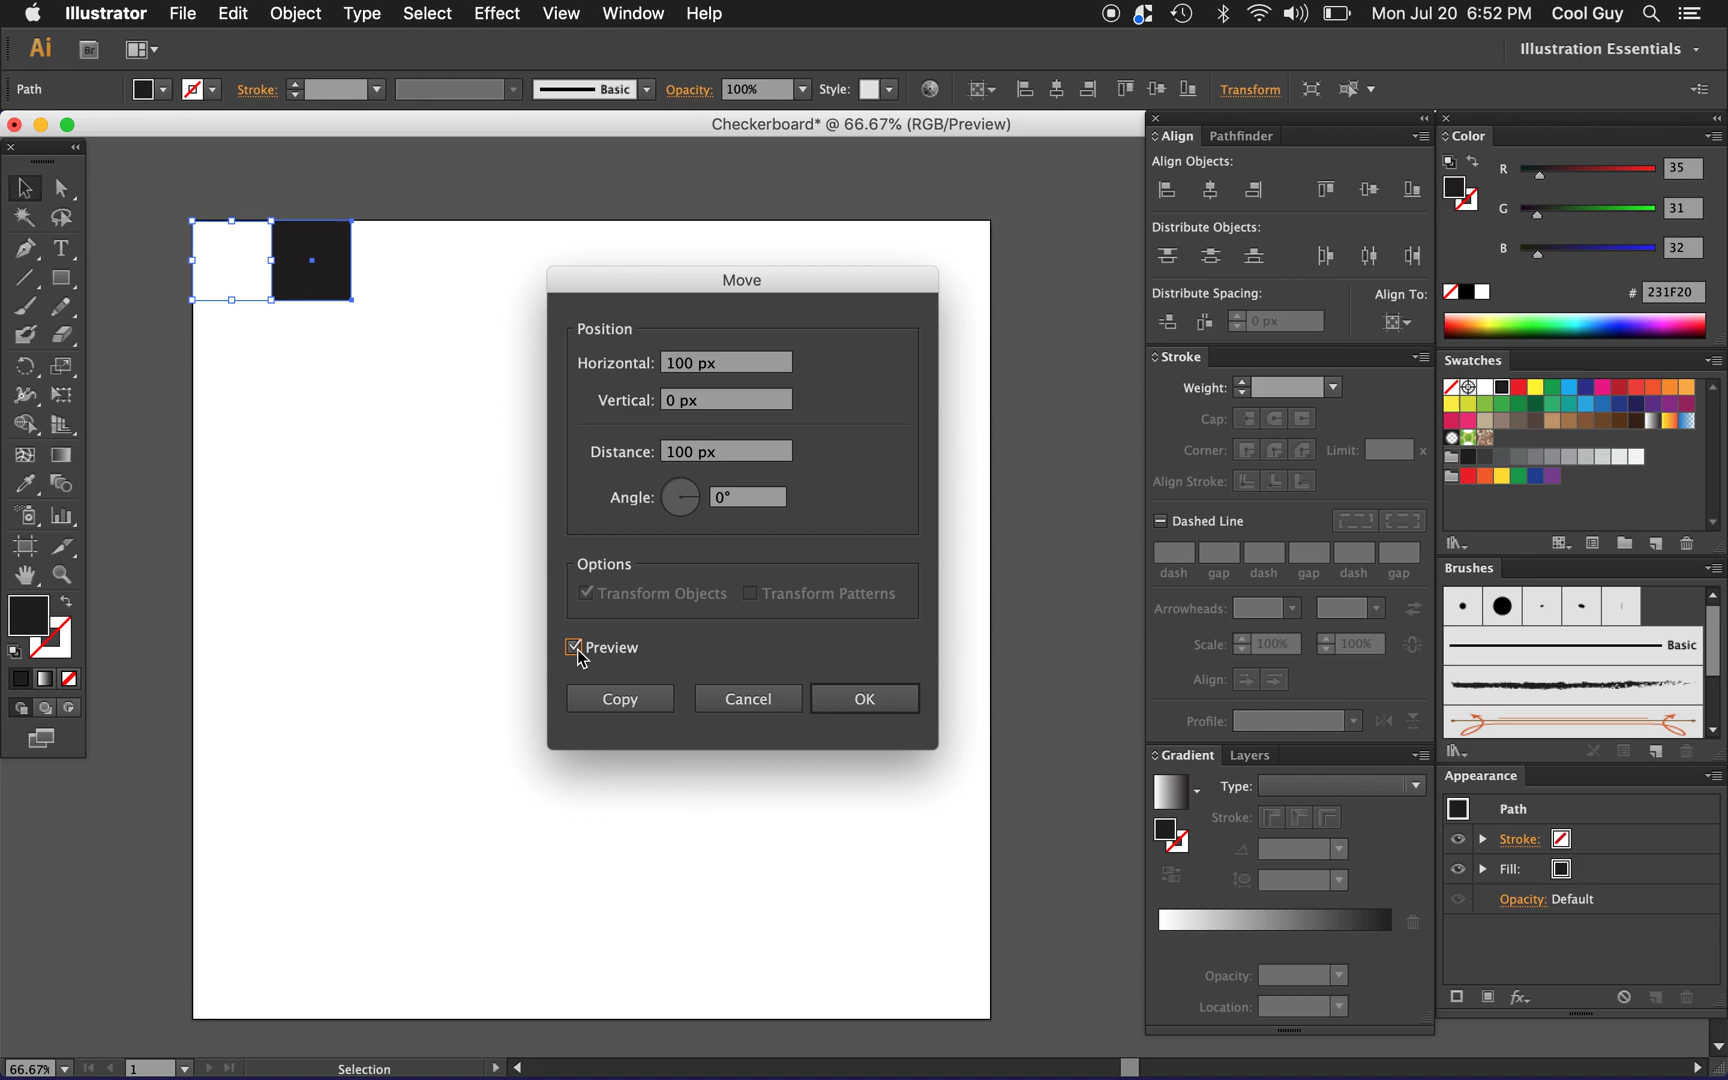 Illustrator File Edit Object Type Select Effect View Window Help Mon Jul 20 6:52 PM Cool Guy
Ai Br Illustration Essentials
Path Stroke: Basic Opacity: 100% Style: Transform
Checkerboard* @ 66.67% (RGB/Preview)
Move
Position
Horizontal: 100 px
Vertical: 0 px
Distance: 100 px
Angle: 0°
Options
Transform Objects Transform Patterns
Preview
Copy Cancel OK
Align Pathfinder
Align Objects:
Distribute Objects:
Distribute Spacing: Align To:
0 px
Stroke
Weight:
Cap:
Corner: Limit: x
Align Stroke:
Dashed Line
dash gap dash gap dash gap
Arrowheads:
Scale: 100% 100%
Align:
Profile:
Gradient Layers
Type:
Stroke:
Opacity:
Location:
Color
R 35
G 31
B 32
# 231F20
Swatches
Brushes
Basic
Appearance
Path
Stroke:
Fill:
Opacity: Default
fx
66.67% 1 Selection